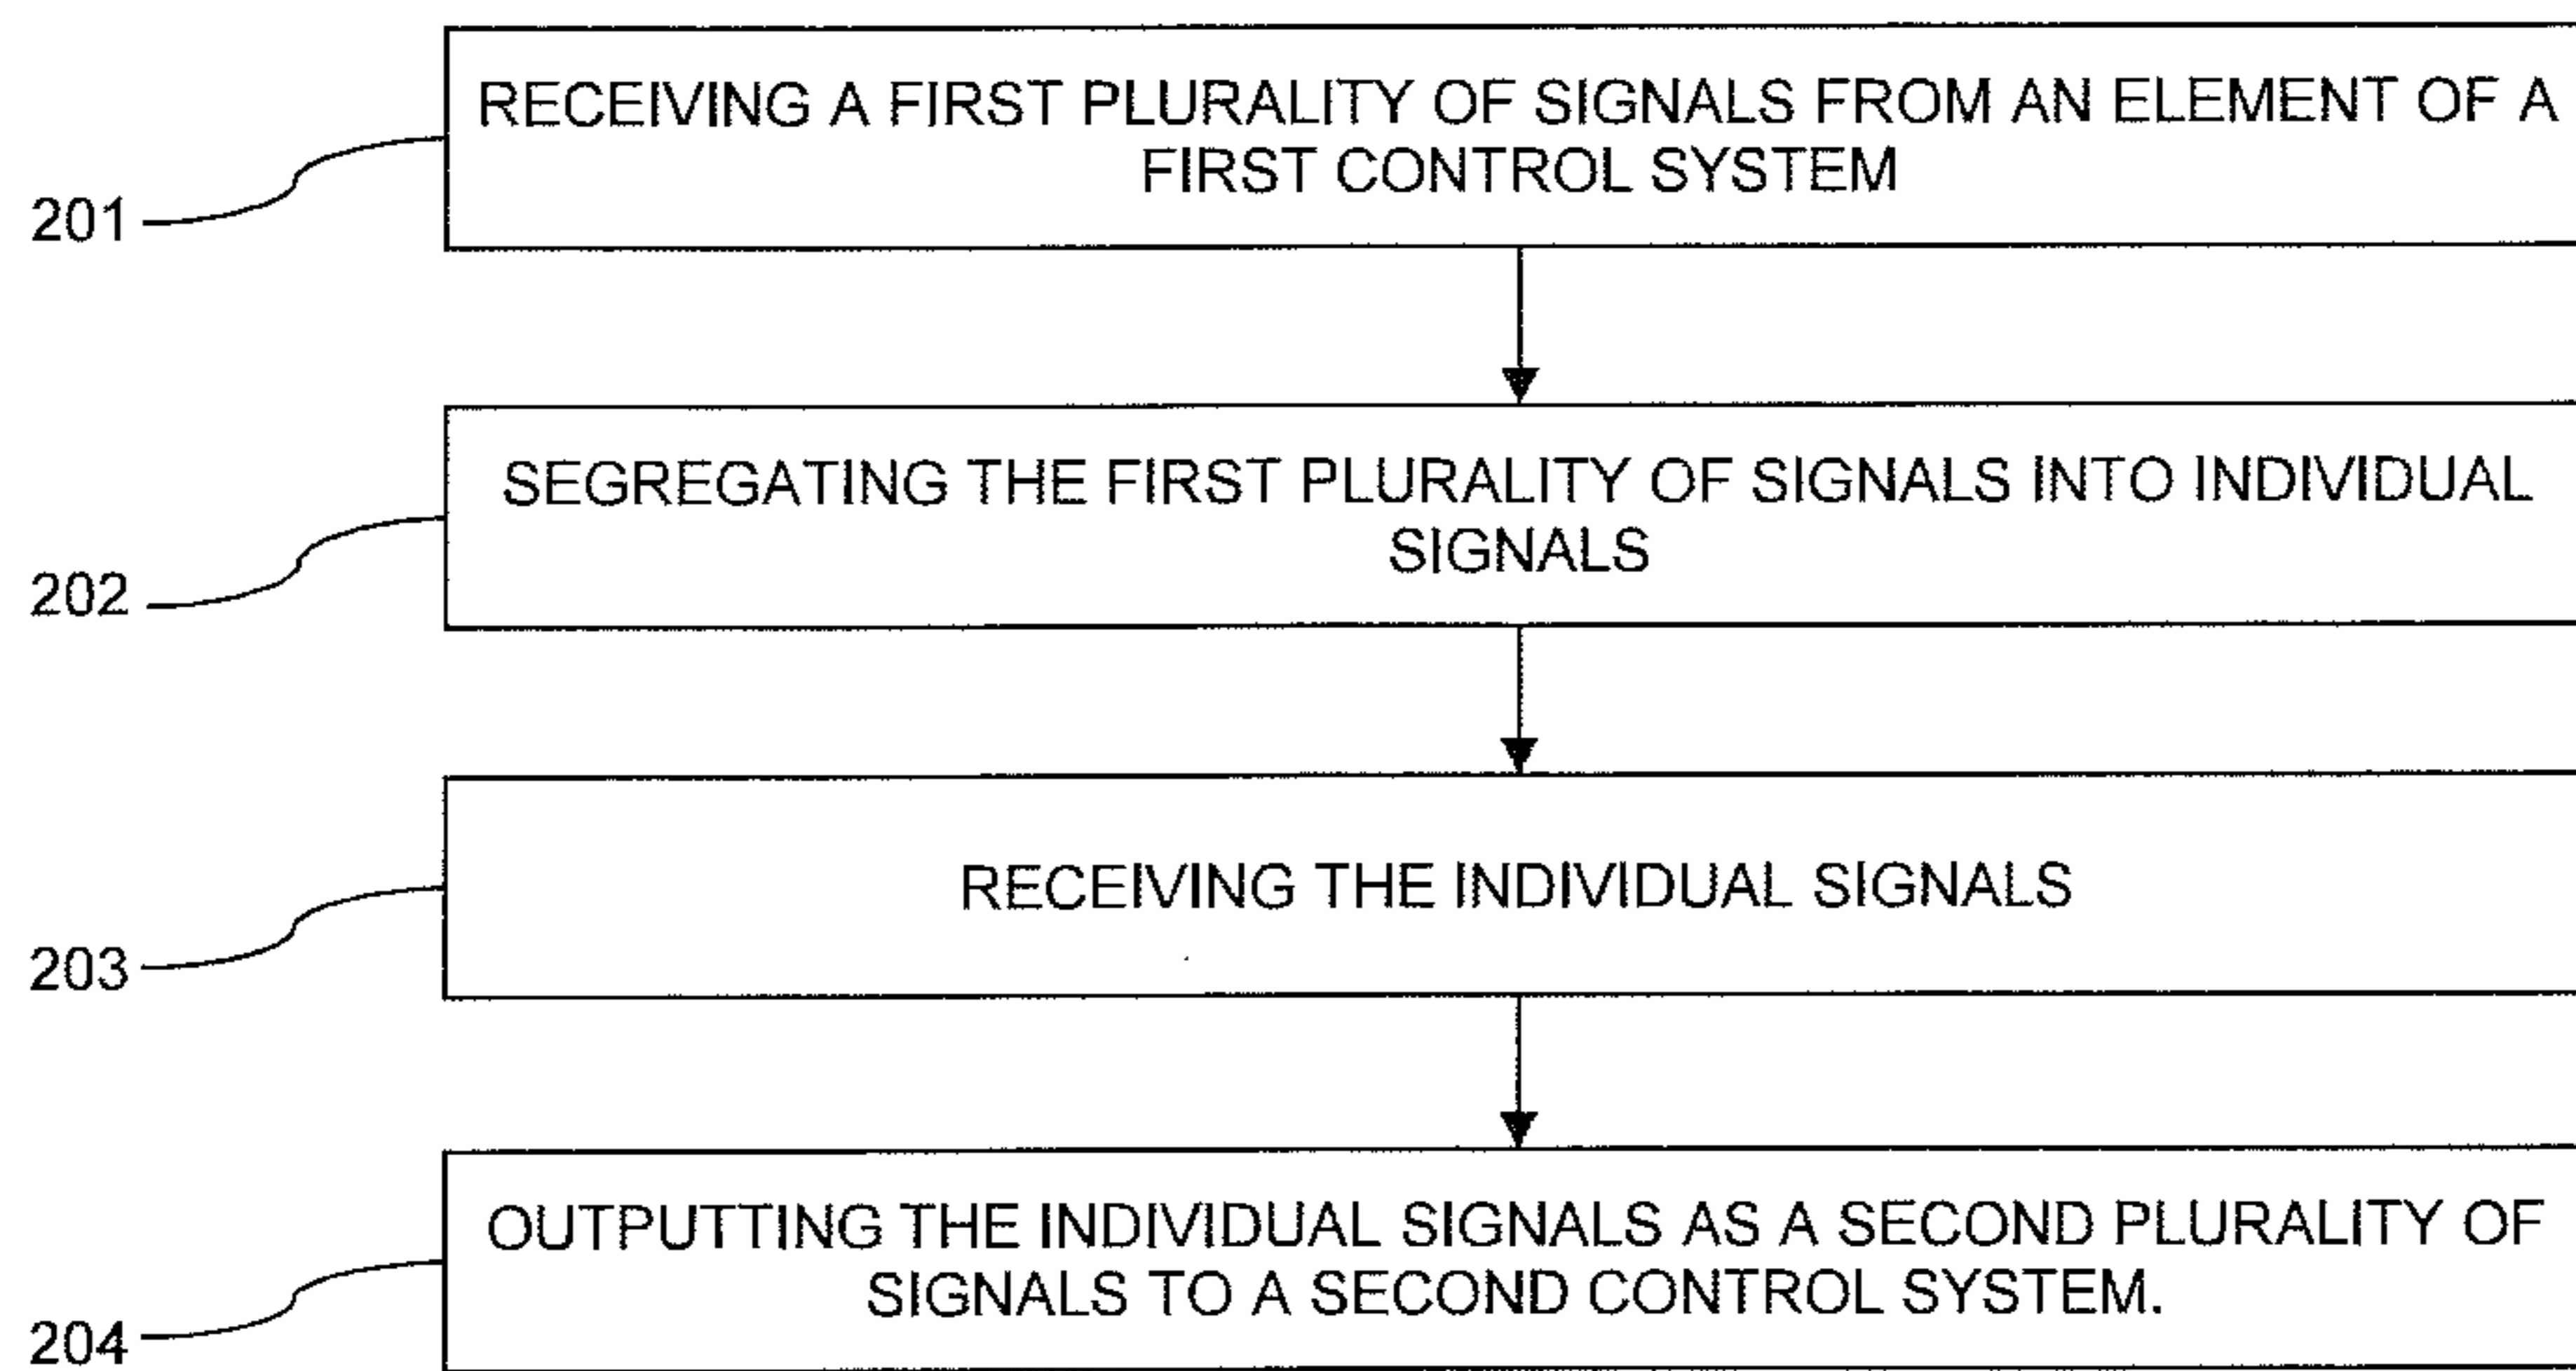 RECEIVING A FIRST PLURALITY OF SIGNALS FROM AN ELEMENT OF A
FIRST CONTROL SYSTEM
201
SEGREGATING THE FIRST PLURALITY OF SIGNALS INTO INDIVIDUAL
SIGNALS
202
RECEIVING THE INDIVIDUAL SIGNALS
203
OUTPUTTING THE INDIVIDUAL SIGNALS AS A SECOND PLURALITY OF
SIGNALS TO A SECOND CONTROL SYSTEM.
204